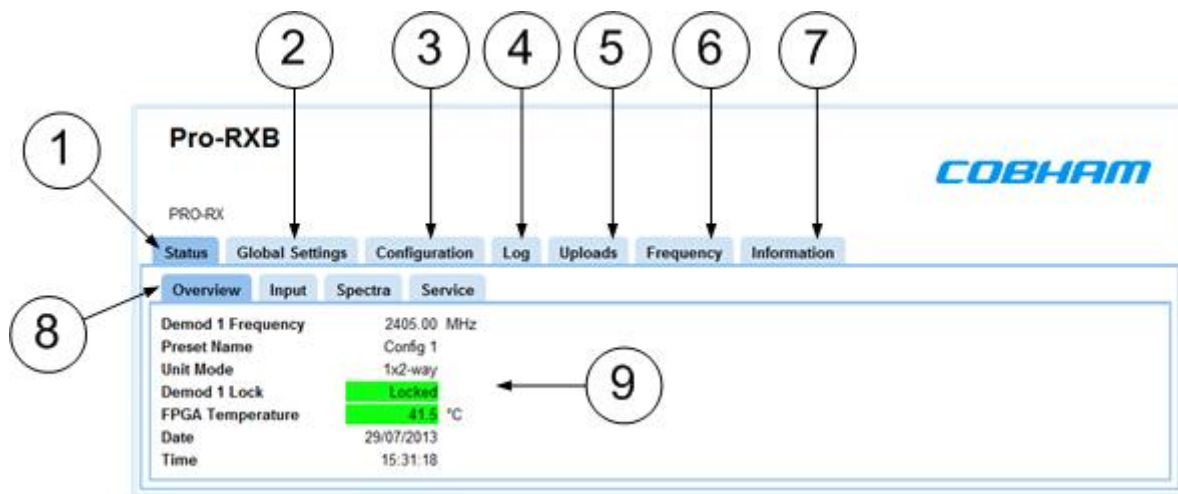 2 3 4 5 6 7
1
Pro-RXB
COBHAM
PRO-RX
Status Global Settings Configuration Log Uploads Frequency Information
Overview Input Spectra Service
8
Demod 1 Frequency 2405.00 MHz
Preset Name Config 1
Unit Mode 1x2-way
9
Demod 1 Lock Locked
FPGA Temperature 41.5 °C
Date 29/07/2013
Time 15:31:18